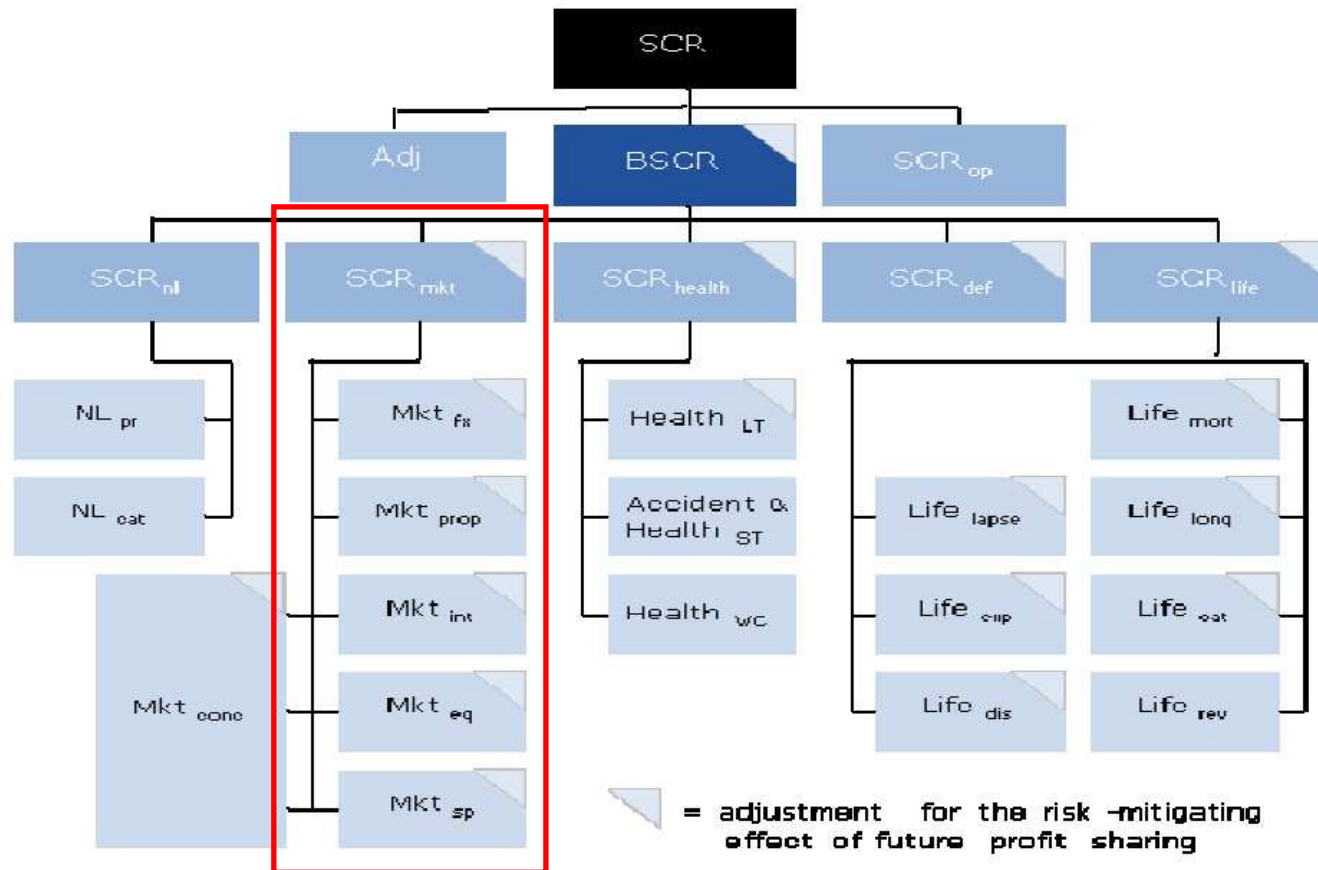 SCR
Adj
BSCR
SCR op
SCR nl
SCR mkt
SCR health
SCR def
SCR life
NL pr
NL cat
Mkt conc
Mkt fx
Mkt prop
Mkt int
Mkt eq
Mkt sp
Health LT
Accident &
Health ST
Health WC
Life lapse
Life exp
Life dis
Life mort
Life long
Life cat
Life rev
= adjustment for the risk -mitigating
effect of future profit sharing